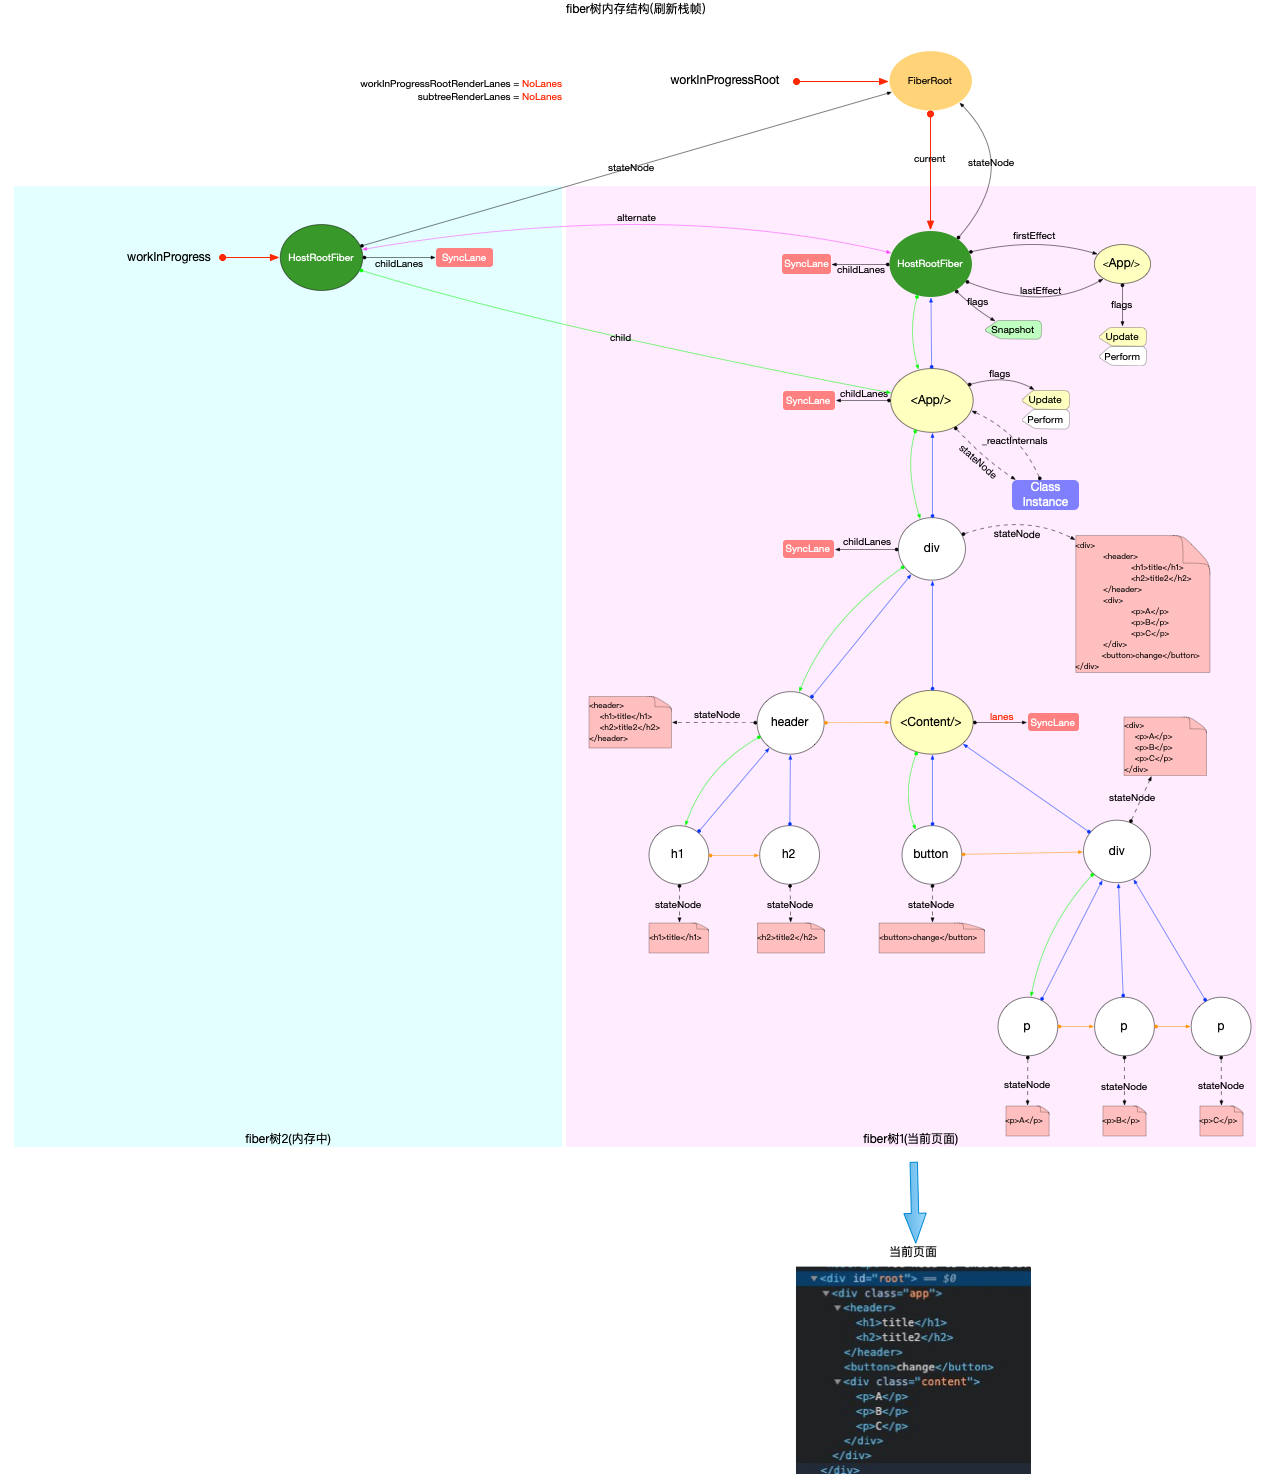 fiber树内存结构(刷新栈帧)
workInProgressRootRenderLanes = NoLanes
subtreeRenderLanes = NoLanes
workInProgressRoot
FiberRoot
stateNode
current
stateNode
alternate
workInProgress
HostRootFiber
childLanes
SyncLane
SyncLane
childLanes
HostRootFiber
firstEffect
lastEffect
<App/>
flags
Snapshot
flags
Update
Perform
child
SyncLane
childLanes
<App/>
flags
Update
Perform
_reactInternals
stateNode
Class
Instance
SyncLane
childLanes
div
stateNode
<div>
<header>
<h1>title</h1>
<h2>title2</h2>
</header>
<div>
<p>A</p>
<p>B</p>
<p>C</p>
</div>
<button>change</button>
</div>
<header>
<h1>title</h1>
<h2>title2</h2>
</header>
stateNode
header
<Content/>
lanes
SyncLane
<div>
<p>A</p>
<p>B</p>
<p>C</p>
</div>
stateNode
h1
h2
button
div
stateNode
stateNode
stateNode
<h1>title</h1>
<h2>title2</h2>
<button>change</button>
p
p
p
stateNode
stateNode
stateNode
<p>A</p>
<p>B</p>
<p>C</p>
fiber树2(内存中)
fiber树1(当前页面)
当前页面
<div id="root"> == $0
<div class="app">
<header>
<h1>title</h1>
<h2>title2</h2>
</header>
<button>change</button>
<div class="content">
<p>A</p>
<p>B</p>
<p>C</p>
</div>
</div>
</div>